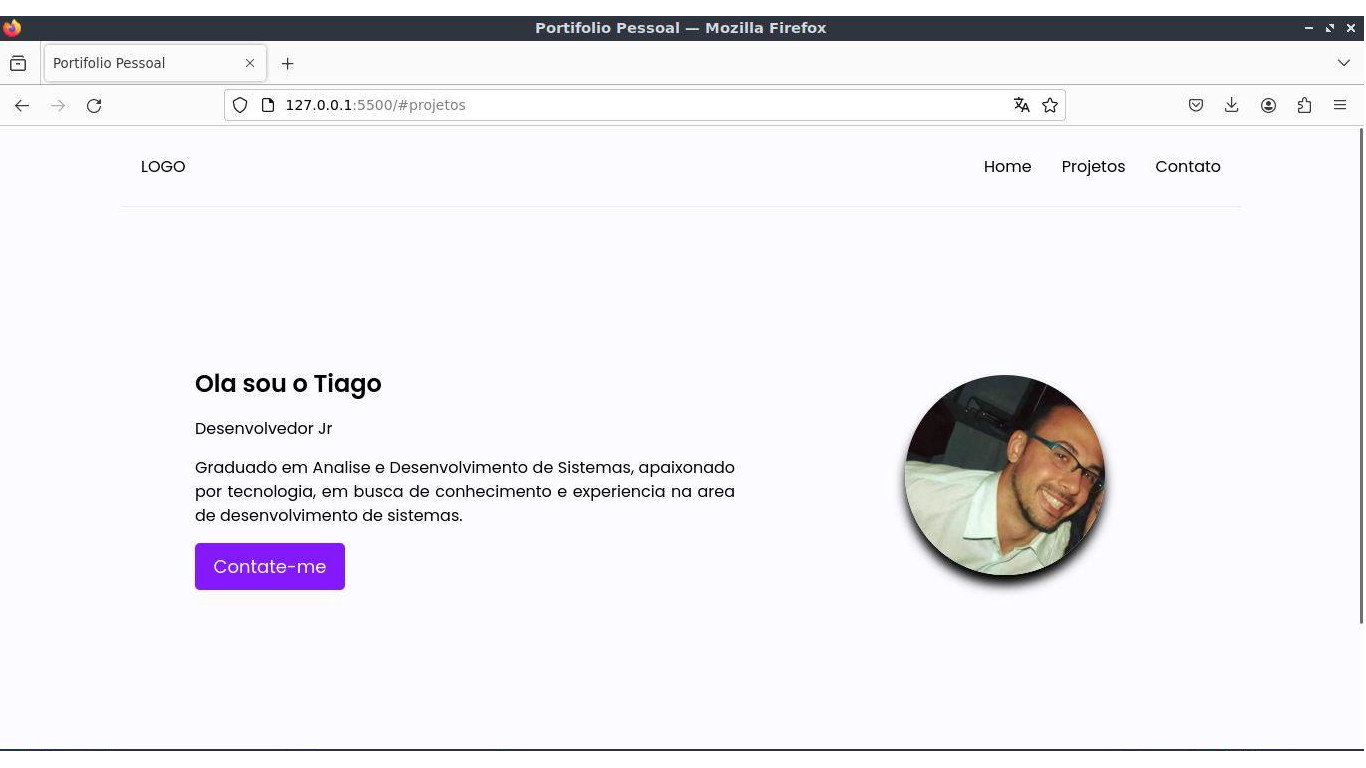 Portifolio Pessoal — Mozilla Firefox
Portifolio Pessoal
127.0.0.1:5500/#projetos
LOGO
Home Projetos Contato
Ola sou o Tiago
Desenvolvedor Jr
Graduado em Analise e Desenvolvimento de Sistemas, apaixonado
por tecnologia, em busca de conhecimento e experiencia na area
de desenvolvimento de sistemas.
Contate-me